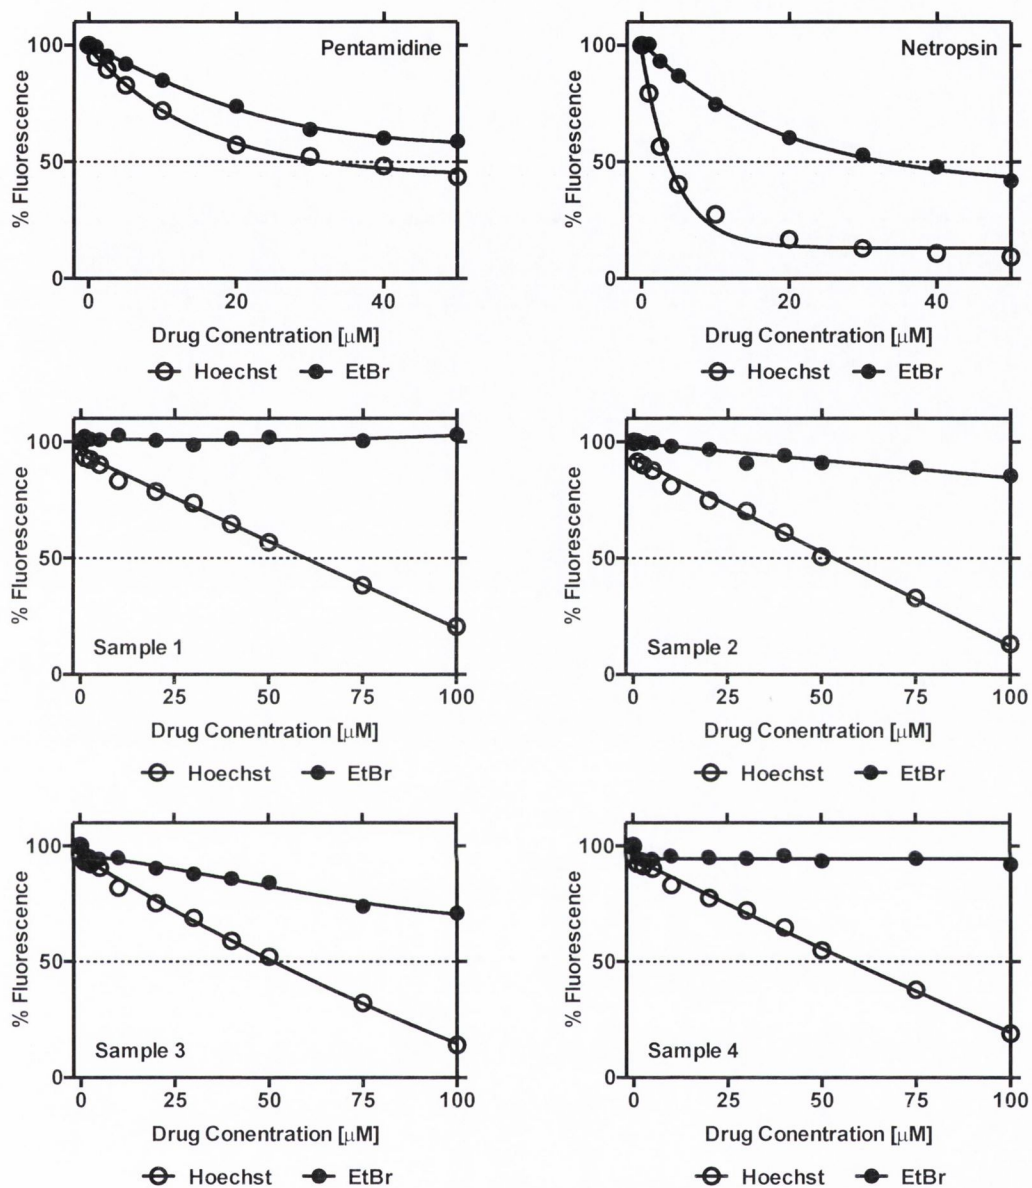 Pentamidine
% Fluorescence
100
50
0
0 20 40
Drug Conentration [μM]
Hoechst EtBr
Netropsin
% Fluorescence
100
50
0
0 20 40
Drug Conentration [μM]
Hoechst EtBr
Sample 1
% Fluorescence
100
50
0
0 25 50 75 100
Drug Conentration [μM]
Hoechst EtBr
Sample 2
% Fluorescence
100
50
0
0 25 50 75 100
Drug Conentration [μM]
Hoechst EtBr
Sample 3
% Fluorescence
100
50
0
0 25 50 75 100
Drug Conentration [μM]
Hoechst EtBr
Sample 4
% Fluorescence
100
50
0
0 25 50 75 100
Drug Conentration [μM]
Hoechst EtBr